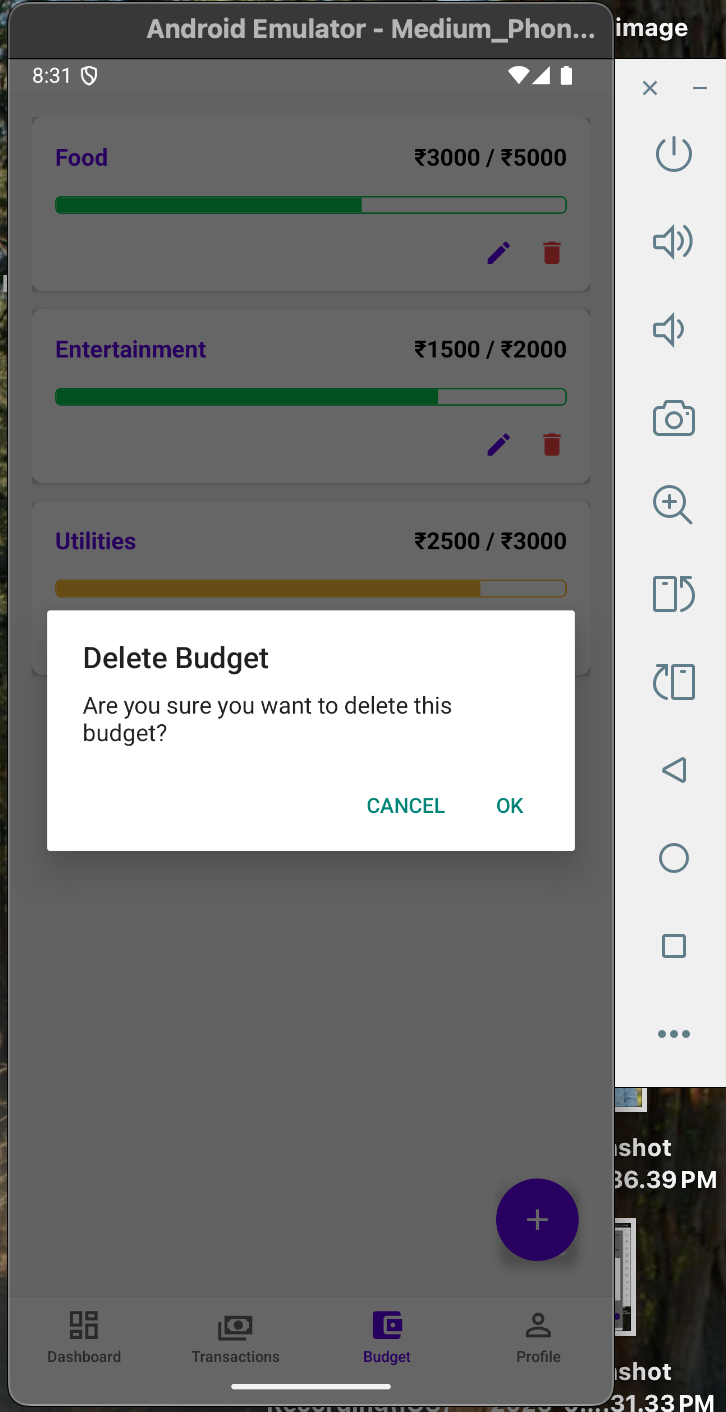 Android Emulator - Medium_Phon...
image
8:31
Food
₹3000 / ₹5000
Entertainment
₹1500 / ₹2000
Utilities
₹2500 / ₹3000
Delete Budget
Are you sure you want to delete this
budget?
CANCEL
OK
Dashboard
Transactions
Budget
Profile
shot
36.39 PM
shot
31.33 PM